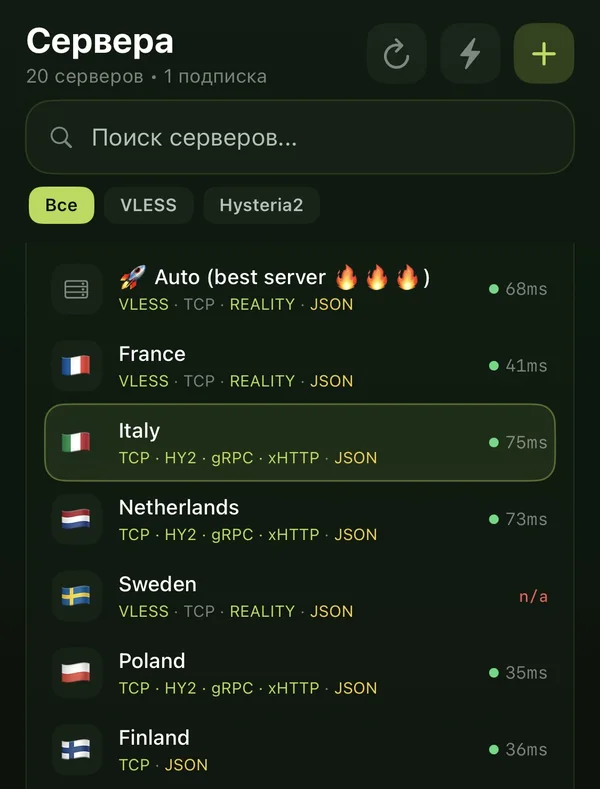 Сервера
20 серверов • 1 подписка
Поиск серверов...
Все VLESS Hysteria2
🚀 Auto (best server 🔥🔥🔥)
68ms
VLESS · TCP · REALITY · JSON
France
41ms
VLESS · TCP · REALITY · JSON
Italy
75ms
TCP · HY2 · gRPC · xHTTP · JSON
Netherlands
73ms
TCP · HY2 · gRPC · xHTTP · JSON
Sweden
n/a
VLESS · TCP · REALITY · JSON
Poland
35ms
TCP · HY2 · gRPC · xHTTP · JSON
Finland
36ms
TCP · JSON